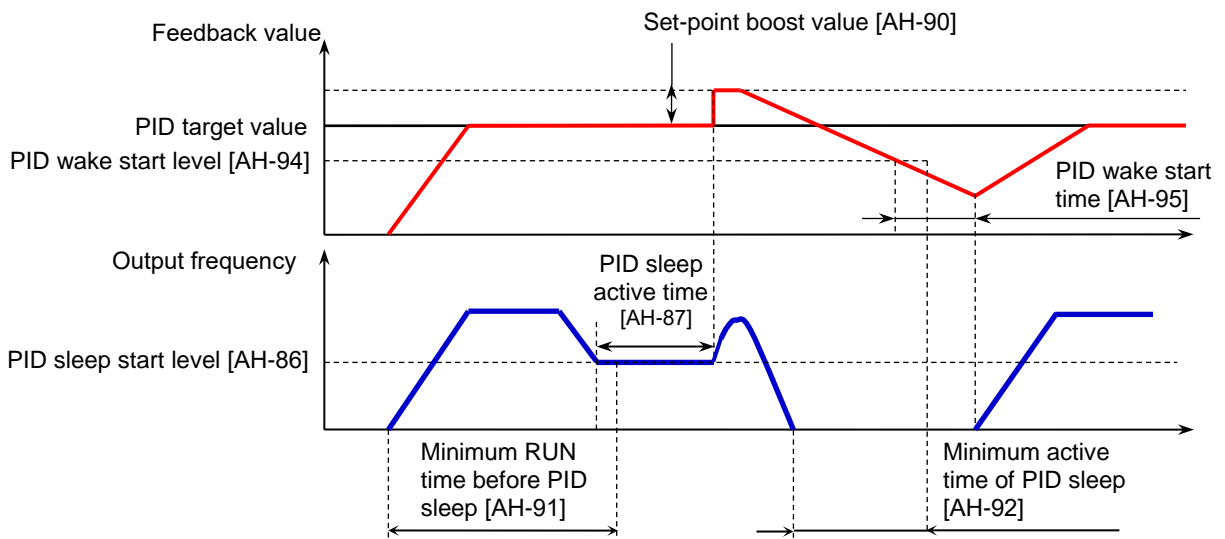 Set-point boost value [AH-90]
Feedback value
PID target value
PID wake start level [AH-94]
PID wake start
time [AH-95]
Output frequency
PID sleep
active time
[AH-87]
PID sleep start level [AH-86]
Minimum RUN
time before PID
sleep [AH-91]
Minimum active
time of PID sleep
[AH-92]